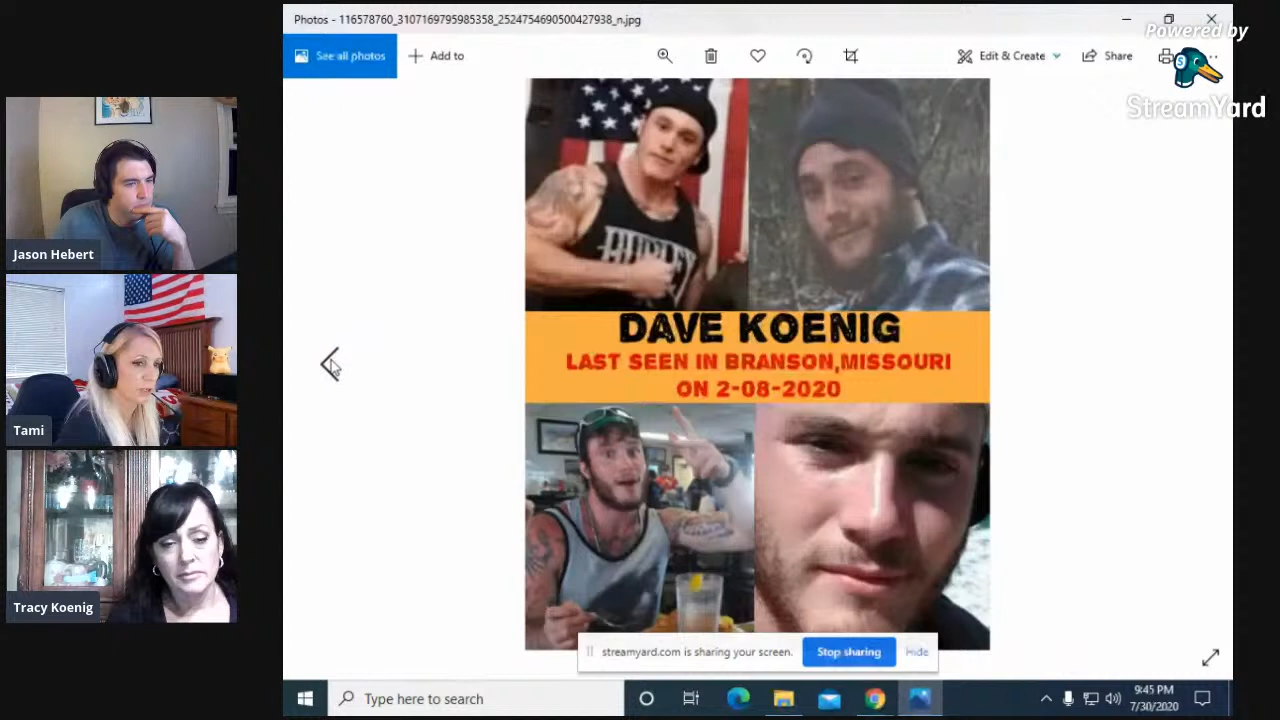 Photos - 116578760_3107169795985358_2524754690500427938_n.jpg
Powered by
StreamYard
See all photos
Add to
Edit & Create
Share
Jason Hebert
Tami
Tracy Koenig
HURLEY
DAVE KOENIG
LAST SEEN IN BRANSON,MISSOURI
ON 2-08-2020
streamyard.com is sharing your screen.
Stop sharing
Hide
Type here to search
9:45 PM
7/30/2020